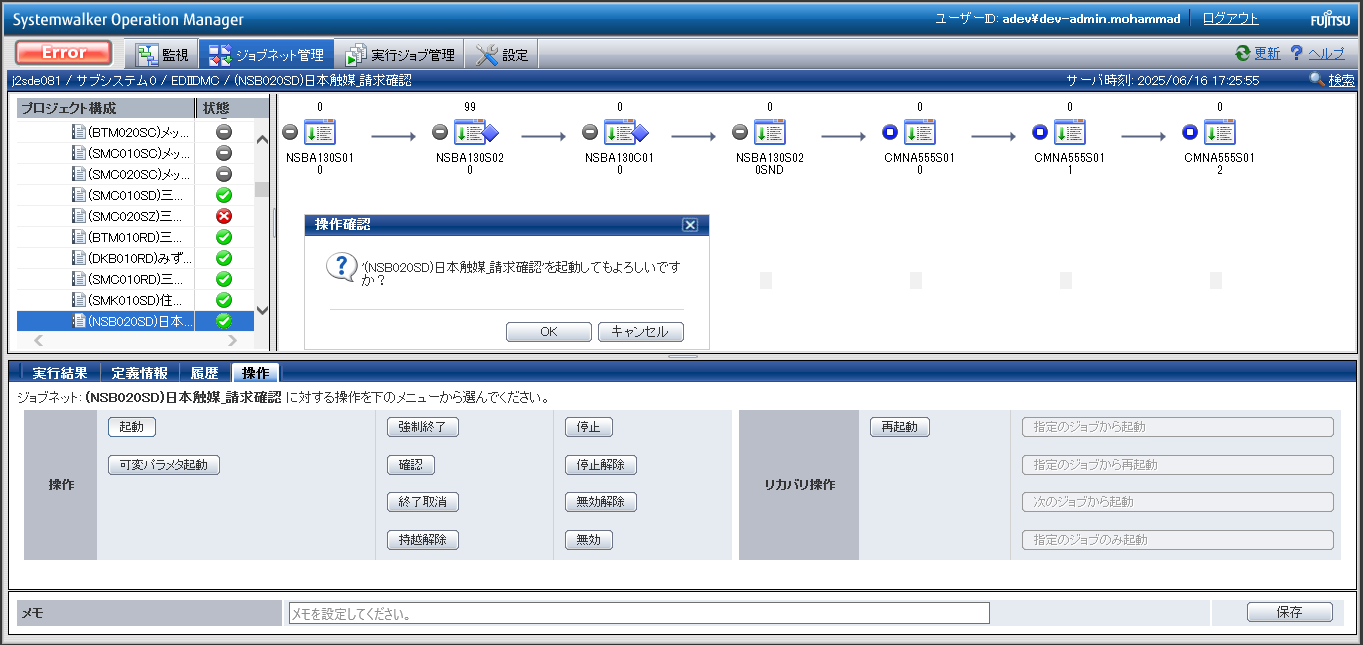 Systemwalker Operation Manager
ユーザーID: adev¥dev-admin.mohammad
ログアウト
FUJITSU
Error
監視
ジョブネット管理
実行ジョブ管理
設定
更新
ヘルプ
j2sde081 / サブシステム0 / EDIIDMC / (NSB020SD)日本触媒_請求確認
サーバ時刻: 2025/06/16 17:25:55
検索
プロジェクト構成
状態
(BTM020SC)メッ...
(SMC010SC)メッ...
(SMC020SC)メッ...
(SMC010SD)三...
(SMC020SZ)三...
(BTM010RD)三...
(DKB010RD)みず...
(SMC010RD)三...
(SMK010SD)住...
(NSB020SD)日本...
0
99
0
0
0
0
0
NSBA130S01
NSBA130S02
NSBA130C01
NSBA130S02
CMNA555S01
CMNA555S01
CMNA555S01
0
0
0
0SND
0
1
2
操作確認
'(NSB020SD)日本触媒_請求確認'を起動してもよろしいです
か？
OK
キャンセル
実行結果
定義情報
履歴
操作
ジョブネット: (NSB020SD)日本触媒_請求確認 に対する操作を下のメニューから選んでください。
操作
起動
可変パラメタ起動
強制終了
確認
終了取消
持越解除
停止
停止解除
無効解除
無効
リカバリ操作
再起動
指定のジョブから起動
指定のジョブから再起動
次のジョブから起動
指定のジョブのみ起動
メモ
メモを設定してください。
保存